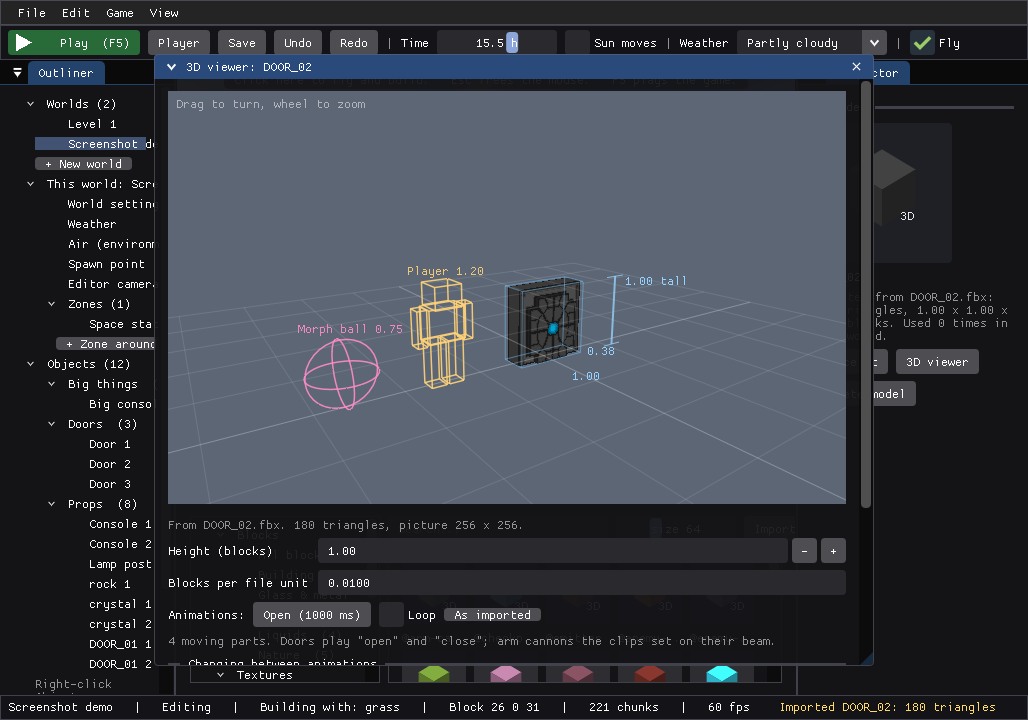 File Edit Game View
Play (F5) Player Save Undo Redo | Time 15.5 h Sun moves | Weather Partly cloudy | Fly
Outliner
3D viewer: DOOR_02
Drag to turn, wheel to zoom
Worlds (2)
Level 1
Screenshot de
+ New world
This world: Scre
World setting
Weather
Air (environm
Spawn point
Editor camera
Zones (1)
Space sta
+ Zone around
Objects (12)
Big things
Big conso
Doors (3)
Door 1
Door 2
Door 3
Props (8)
Console 1
Console 2
Lamp post
rock 1
crystal 1
crystal 2
DOOR_01 1
DOOR_01 2
Right-click
Player 1.20
Morph ball 0.75
1.00 tall
0.38
1.00
From DOOR_02.fbx. 180 triangles, picture 256 x 256.
Height (blocks) 1.00 - +
Blocks per file unit 0.0100
Animations: Open (1000 ms) Loop As imported
4 moving parts. Doors play "open" and "close"; arm cannons the clips set on their beam.
Changing between animations
Textures
ctor
3D
from DOOR_02.fbx:
gles, 1.00 x 1.00 x
ks. Used 0 times in
d.
t 3D viewer
model
Screenshot demo | Editing | Building with: grass | Block 26 0 31 | 221 chunks | 60 fps Imported DOOR_02: 180 triangles